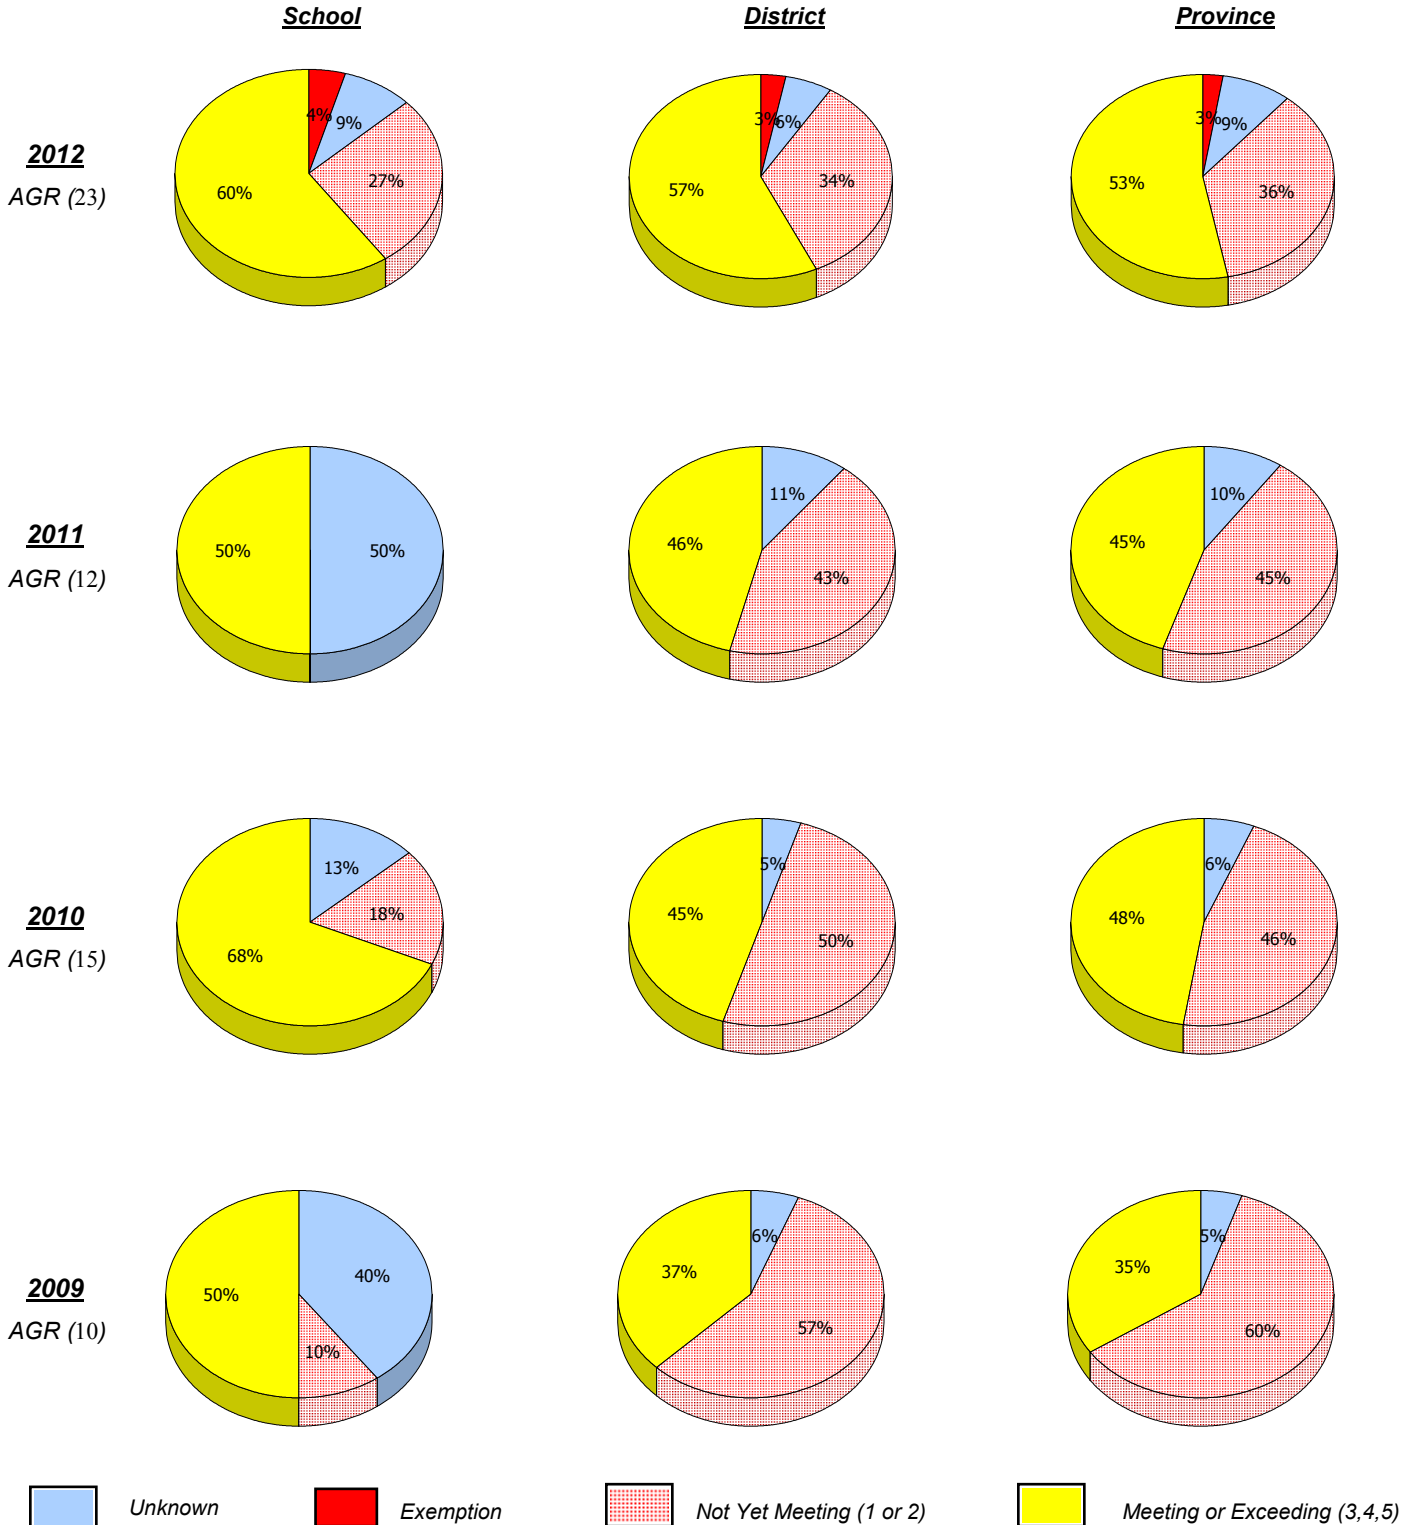 School District Province
4% 9% 27% 60%
3% 6% 34% 57%
3% 9% 36% 53%
2012
AGR (23)
50% 50%
11% 43% 46%
10% 45% 45%
2011
AGR (12)
13% 18% 68%
5% 50% 45%
6% 46% 48%
2010
AGR (15)
40% 10% 50%
6% 57% 37%
5% 60% 35%
2009
AGR (10)
Unknown Exemption Not Yet Meeting (1 or 2) Meeting or Exceeding (3,4,5)